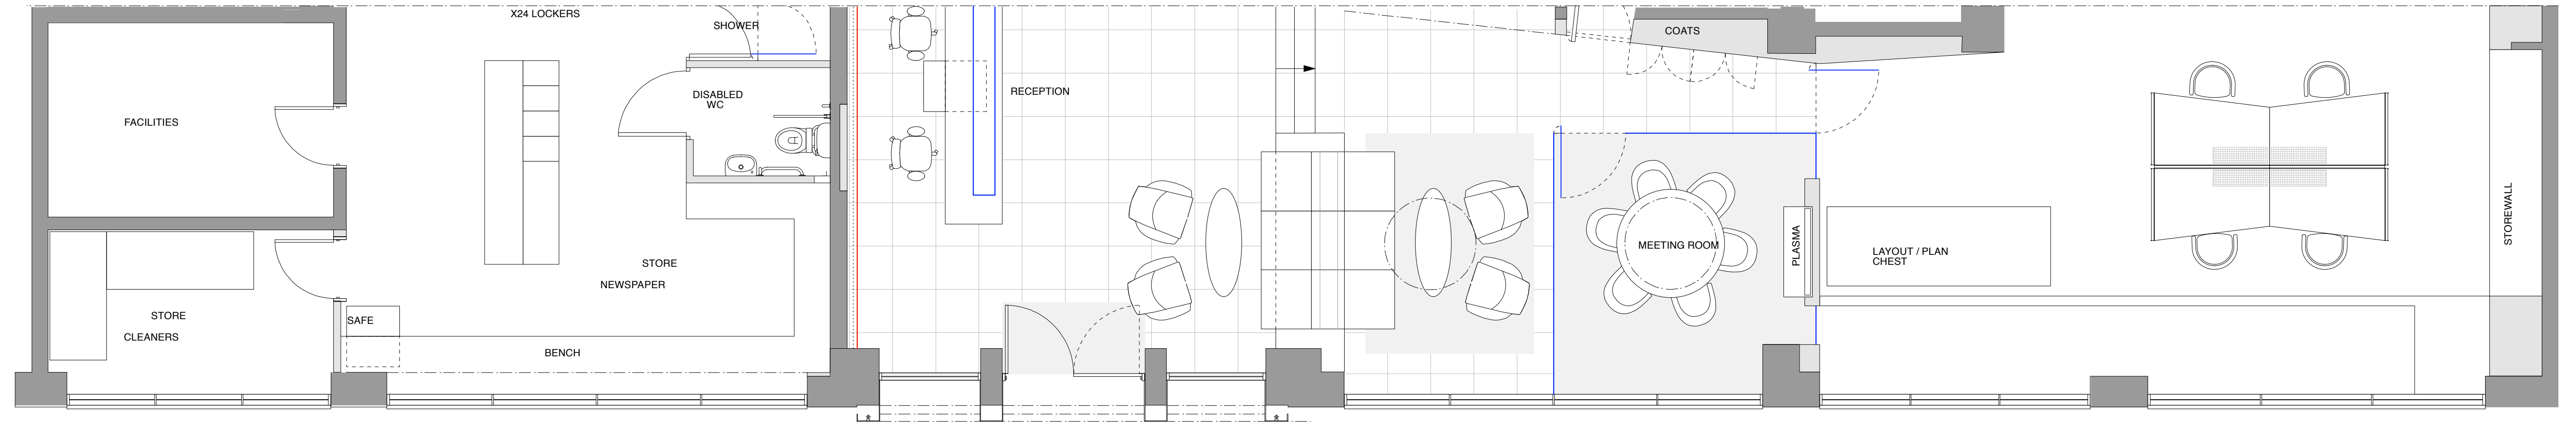 X24 LOCKERS
SHOWER
COATS
FACILITIES
DISABLED
WC
RECEPTION
STORE
NEWSPAPER
SAFE
BENCH
STORE
CLEANERS
MEETING ROOM
PLASMA
LAYOUT / PLAN
CHEST
STOREWALL